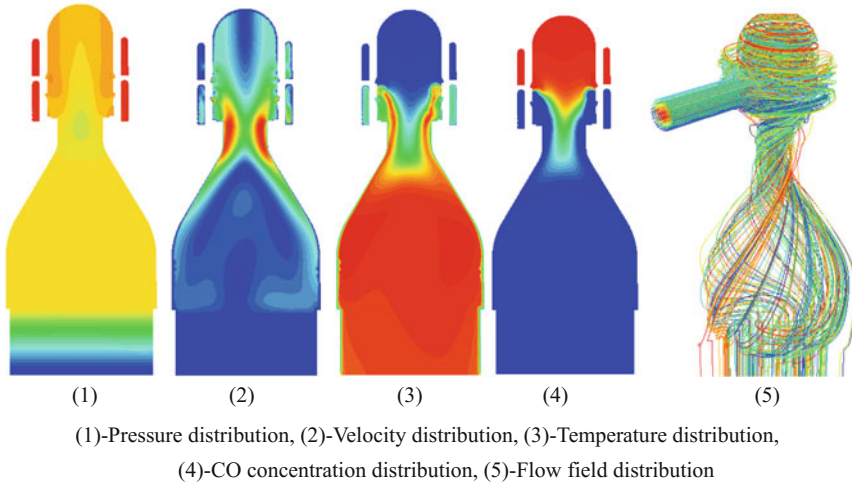 (1) (2) (3) (4) (5)
(1)-Pressure distribution, (2)-Velocity distribution, (3)-Temperature distribution,
(4)-CO concentration distribution, (5)-Flow field distribution